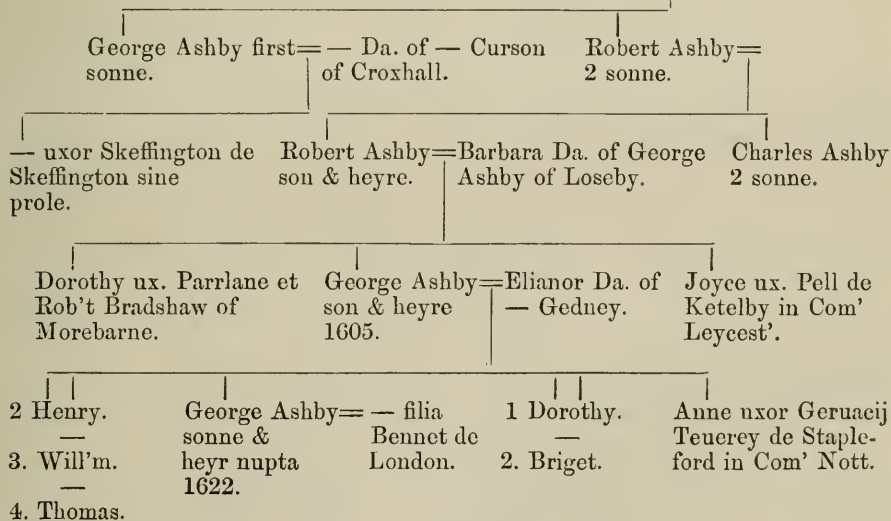 George Ashby first= — Da. of — Curson Robert Ashby=
sonne. of Croxhall. 2 sonne.
— uxor Skeffington de Robert Ashby=Barbara Da. of George Charles Ashby
Skeffington sine son & heyre. Ashby of Loseby. 2 sonne.
prole.
Dorothy ux. Parrlane et George Ashby=Elianor Da. of Joyce ux. Pell de
Rob't Bradshaw of son & heyre — Gedney. Ketelby in Com'
Morebarne. 1605. Leycest'.
2 Henry. George Ashby= — filia 1 Dorothy. Anne uxor Geruacij
— sonne & Bennet de — Teuerey de Staple-
3. Will'm. heyr nupta London. 2. Briget. ford in Com' Nott.
— 1622.
4. Thomas.